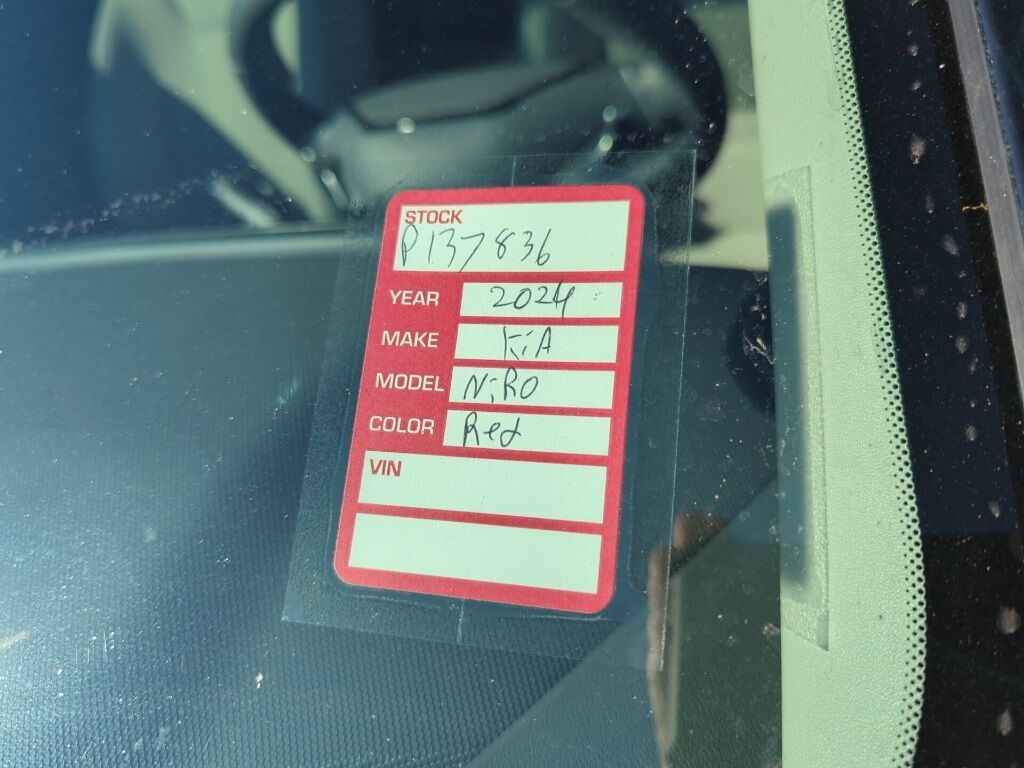 STOCK
P137836
YEAR 2024
MAKE KiA
MODEL NiRO
COLOR Red
VIN